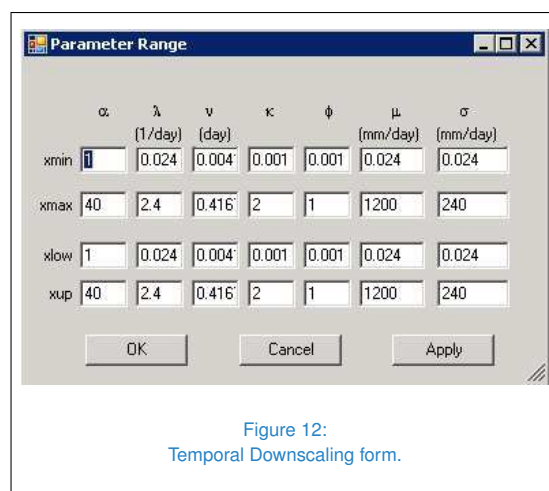 Parameter Range
α λ ν κ ϕ μ σ
(1/day) (day) (mm/day) (mm/day)
xmin 1 0.024 0.004 0.001 0.001 0.024 0.024
xmax 40 2.4 0.416 2 1 1200 240
xlow 1 0.024 0.004 0.001 0.001 0.024 0.024
xup 40 2.4 0.416 2 1 1200 240
OK Cancel Apply
Figure 12:
Temporal Downscaling form.